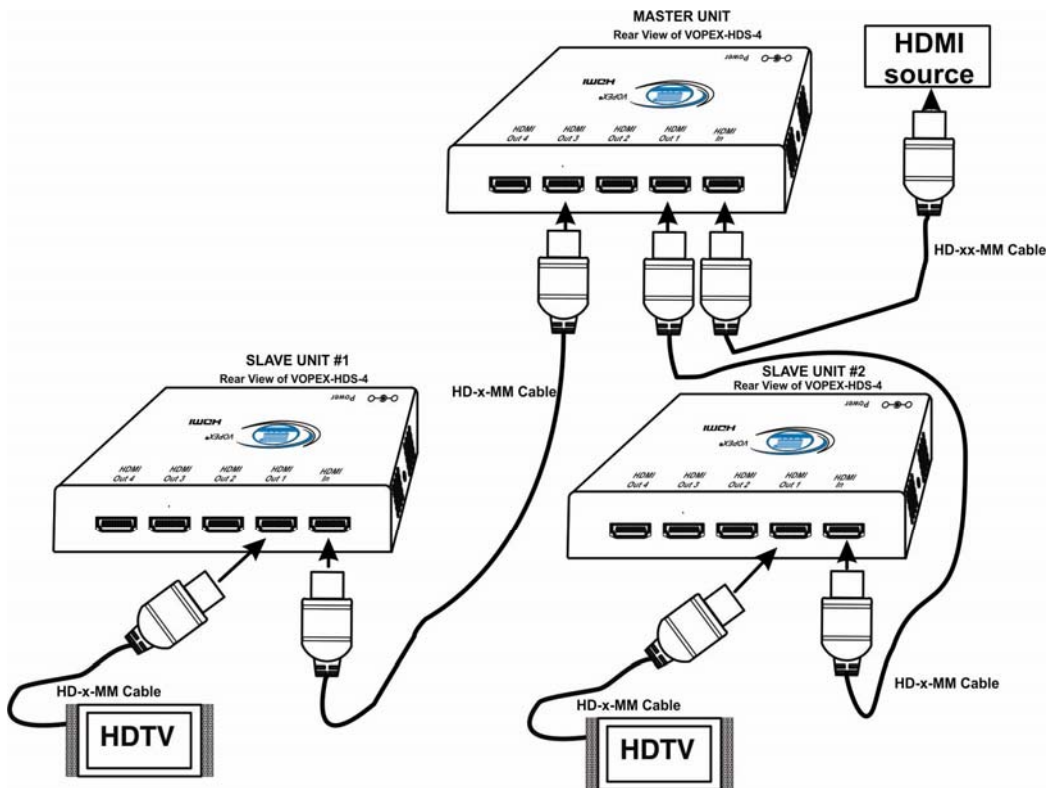 MASTER UNIT
Rear View of VOPEX-HDS-4
Power
HDMI
VOPEX®
HDMI Out 4
HDMI Out 3
HDMI Out 2
HDMI Out 1
HDMI In
HDMI
source
HD-xx-MM Cable
HD-x-MM Cable
SLAVE UNIT #1
Rear View of VOPEX-HDS-4
Power
HDMI
VOPEX®
HDMI Out 4
HDMI Out 3
HDMI Out 2
HDMI Out 1
HDMI In
HD-x-MM Cable
HDTV
SLAVE UNIT #2
Rear View of VOPEX-HDS-4
Power
HDMI
VOPEX®
HDMI Out 4
HDMI Out 3
HDMI Out 2
HDMI Out 1
HDMI In
HD-x-MM Cable
HD-x-MM Cable
HDTV